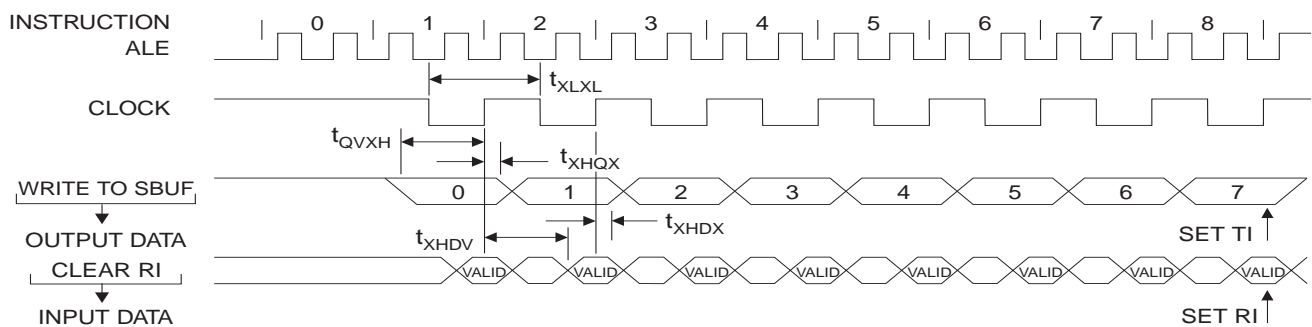 INSTRUCTION 0 1 2 3 4 5 6 7 8
ALE
tXLXL
CLOCK
tQVXH
tXHQX
WRITE TO SBUF 0 1 2 3 4 5 6 7
tXHDV tXHDX SET TI
OUTPUT DATA
CLEAR RI VALID VALID VALID VALID VALID VALID VALID VALID
INPUT DATA SET RI